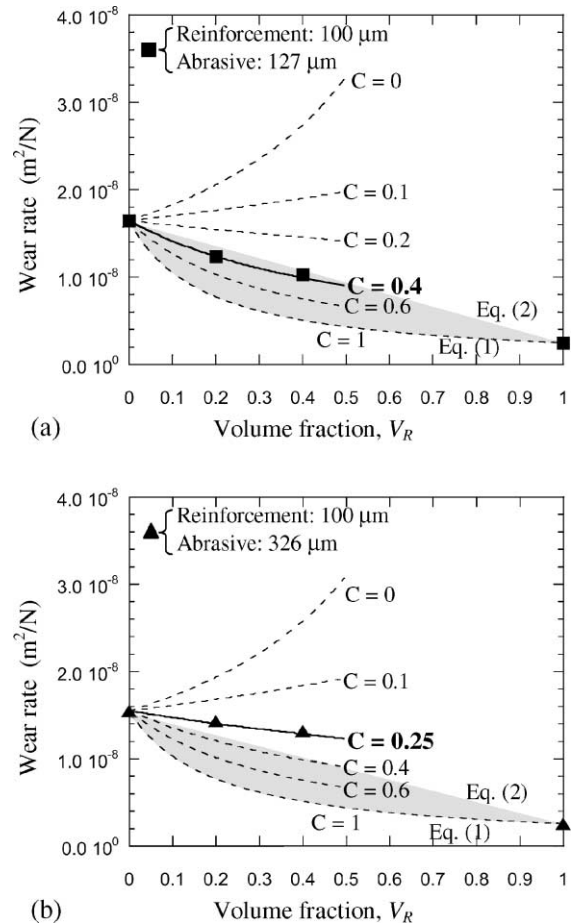 Reinforcement: 100 μm
Abrasive: 127 μm
4.0 10⁻⁸
C = 0
3.0 10⁻⁸
Wear rate (m²/N)
2.0 10⁻⁸
C = 0.1
C = 0.2
1.0 10⁻⁸
C = 0.4
C = 0.6
Eq. (2)
C = 1
Eq. (1)
0.0 10⁰
0 0.1 0.2 0.3 0.4 0.5 0.6 0.7 0.8 0.9 1
(a)
Volume fraction, V_R
4.0 10⁻⁸
Reinforcement: 100 μm
Abrasive: 326 μm
3.0 10⁻⁸
C = 0
Wear rate (m²/N)
2.0 10⁻⁸
C = 0.1
C = 0.25
1.0 10⁻⁸
C = 0.4
C = 0.6
Eq. (2)
C = 1
Eq. (1)
0.0 10⁰
0 0.1 0.2 0.3 0.4 0.5 0.6 0.7 0.8 0.9 1
(b)
Volume fraction, V_R